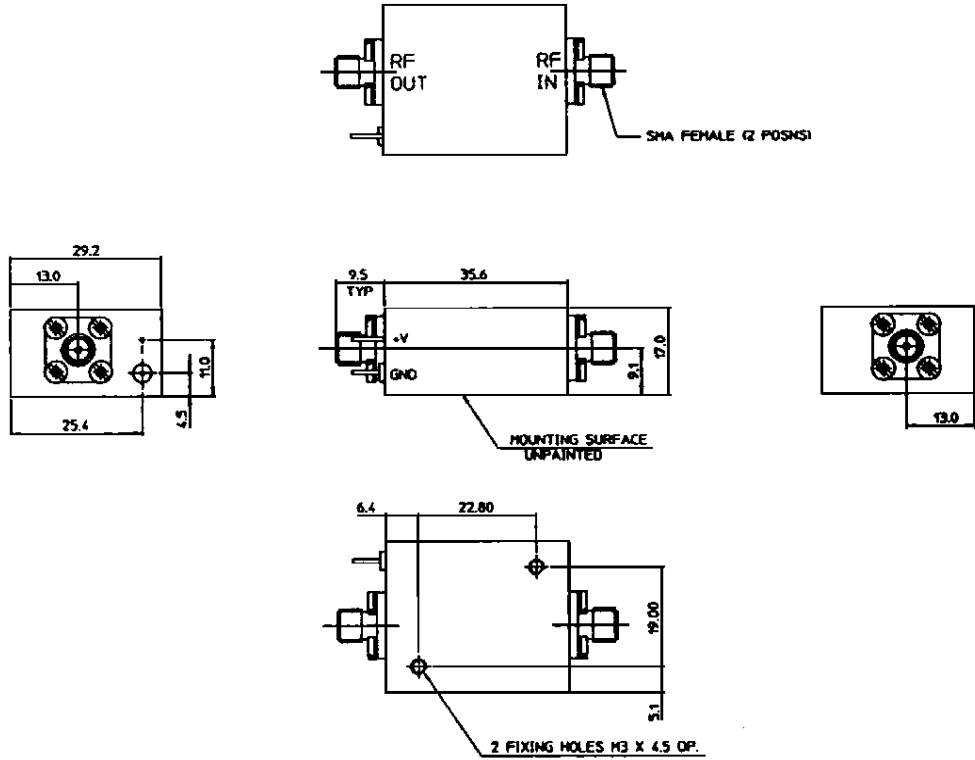 RF
OUT
RF
IN
SMA FEMALE (2 POSNS)
29.2
13.0
11.0
4.5
25.4
9.5
TYP
35.6
+V
GND
17.0
9.1
MOUNTING SURFACE
UNPAINTED
13.0
6.4
22.80
19.00
5.1
2 FIXING HOLES M3 X 4.5 DP.